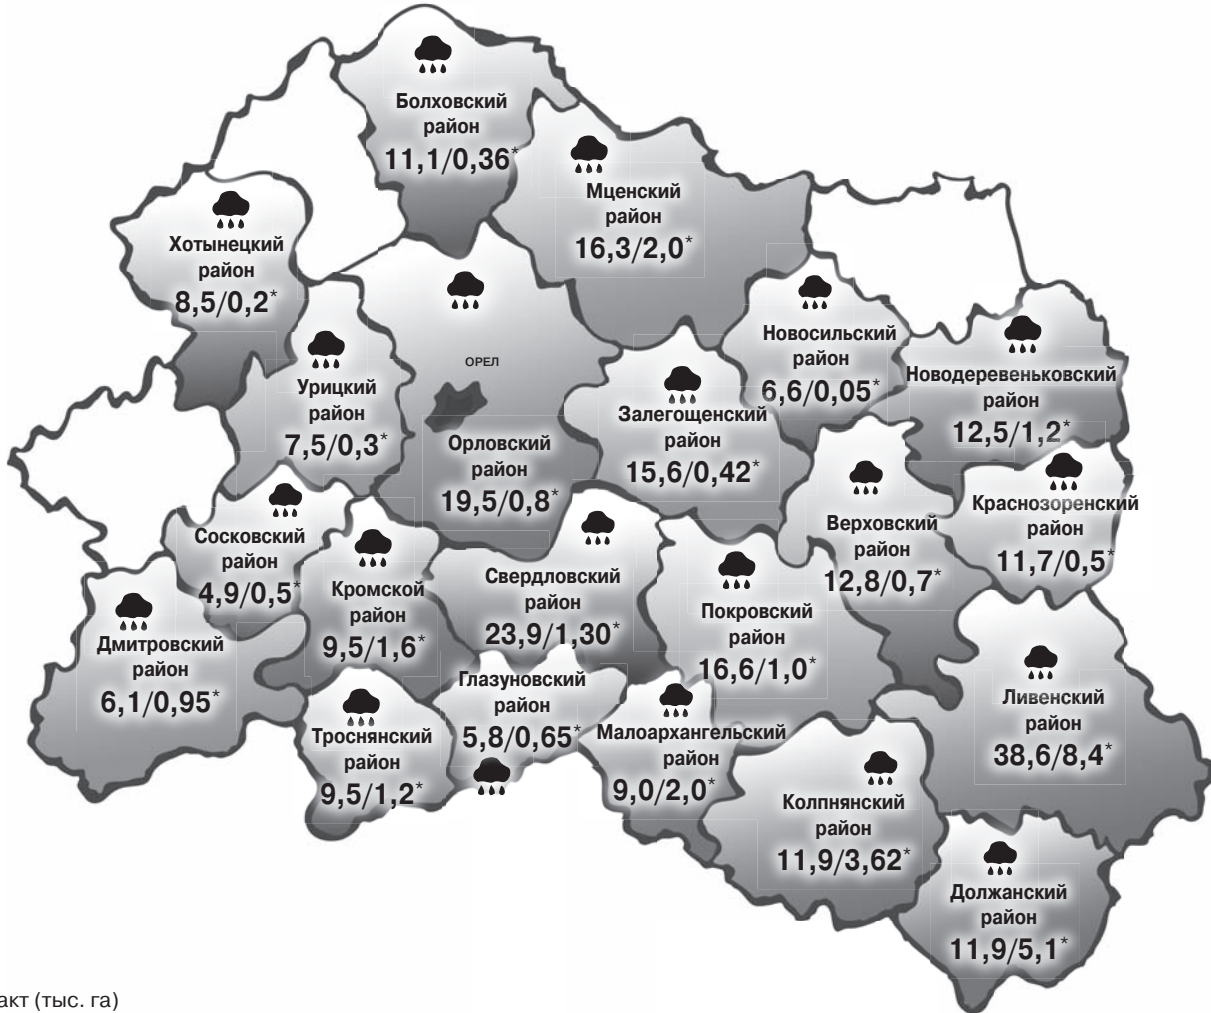 Болховский
район
11,1/0,36*
Мценский
район
16,3/2,0*
Хотынецкий
район
8,5/0,2*
Новосильский
район
6,6/0,05*
Новодеревеньковский
район
12,5/1,2*
ОРЕЛ
Урицкий
район
7,5/0,3*
Залегощенский
район
15,6/0,42*
Орловский
район
19,5/0,8*
Краснозоренский
район
11,7/0,5*
Верховский
район
12,8/0,7*
Сосковский
район
4,9/0,5*
Кромской
район
9,5/1,6*
Свердловский
район
23,9/1,30*
Покровский
район
16,6/1,0*
Дмитровский
район
6,1/0,95*
Глазуновский
район
5,8/0,65*
Ливенский
район
38,6/8,4*
Троснянский
район
9,5/1,2*
Малоархангельский
район
9,0/2,0*
Колпнянский
район
11,9/3,62*
Должанский
район
11,9/5,1*
акт (тыс. га)